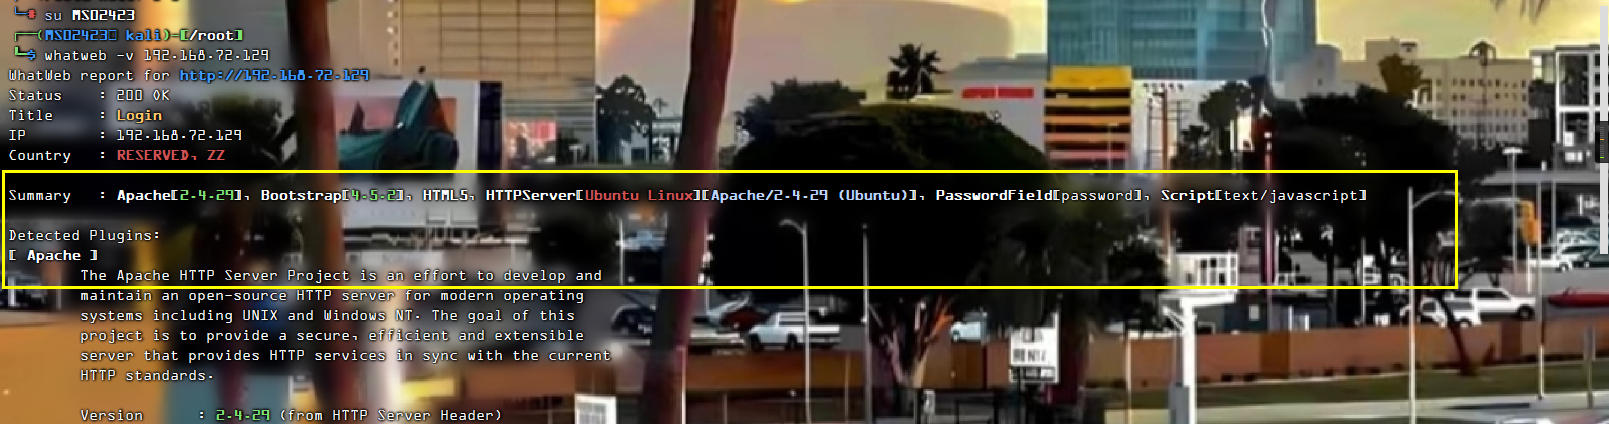 └─# su MS02423
┌──(MS02423㉿ kali)-[/root]
└─$ whatweb -v 192.168.72.129
WhatWeb report for http://192.168.72.129
Status    : 200 OK
Title     : Login
IP        : 192.168.72.129
Country   : RESERVED, ZZ
Summary   : Apache[2.4.29], Bootstrap[4.5.2], HTML5, HTTPServer[Ubuntu Linux][Apache/2.4.29 (Ubuntu)], PasswordField[password], Script[text/javascript]
Detected Plugins:
[ Apache ]
The Apache HTTP Server Project is an effort to develop and
maintain an open-source HTTP server for modern operating
systems including UNIX and Windows NT. The goal of this
project is to provide a secure, efficient and extensible
server that provides HTTP services in sync with the current
HTTP standards.
Version      : 2.4.29 (from HTTP Server Header)